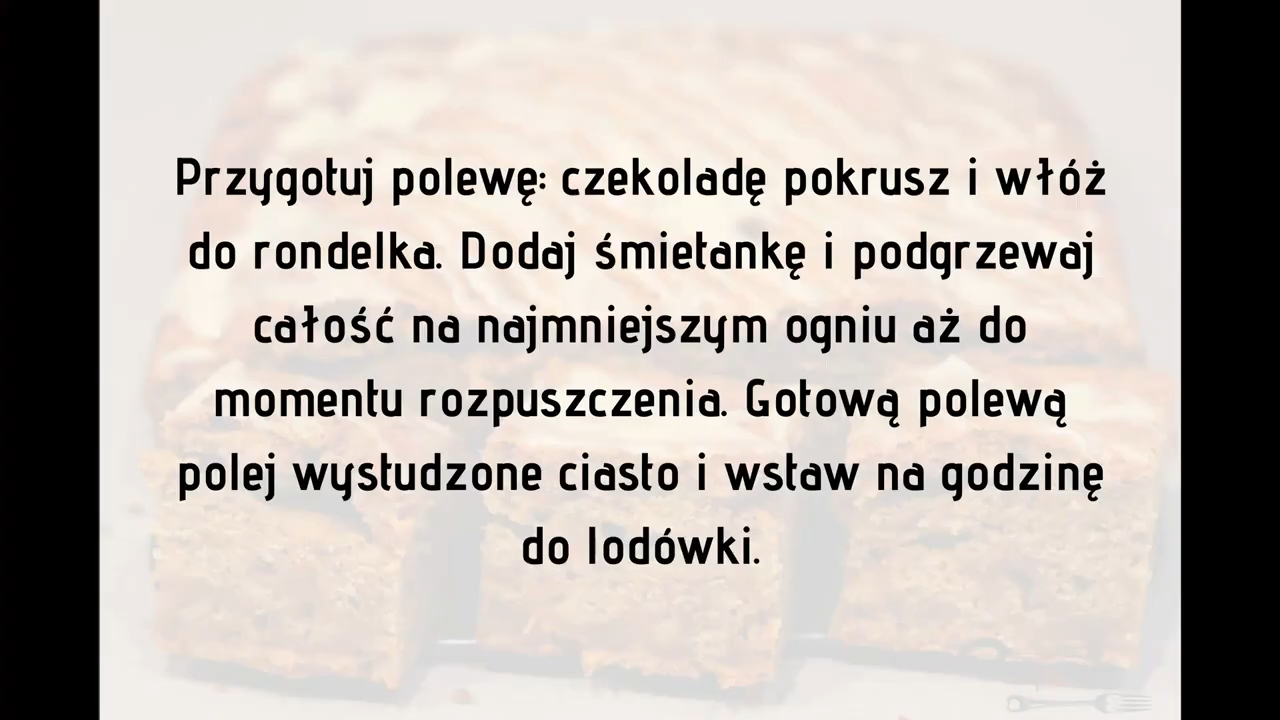 Przygotuj polewę: czekoladę pokrusz i włóż
do rondelka. Dodaj śmietankę i podgrzewaj
całość na najmniejszym ogniu aż do
momentu rozpuszczenia. Gotową polewą
polej wystudzone ciasto i wstaw na godzinę
do lodówki.